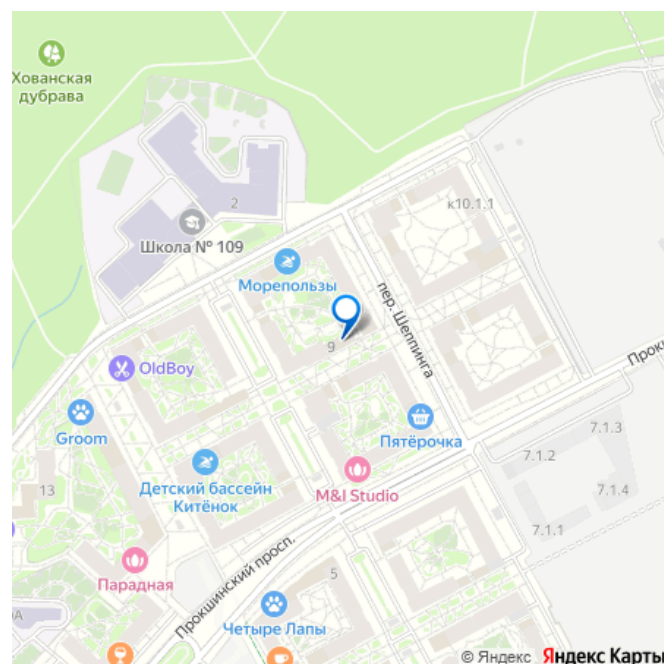 Хованская
дубрава
2
Школа № 109
к10.1.1
Морепользы
пер. Шеппинга
9
OldBoy
Прокш
Groom
Пятёрочка
7.1.3
7.1.2
M&I Studio
7.1.4
Детский бассейн
Китёнок
13
7.1.1
Прокшинский просп.
Парадная
5
Четыре Лапы
© Яндекс Яндекс Карты